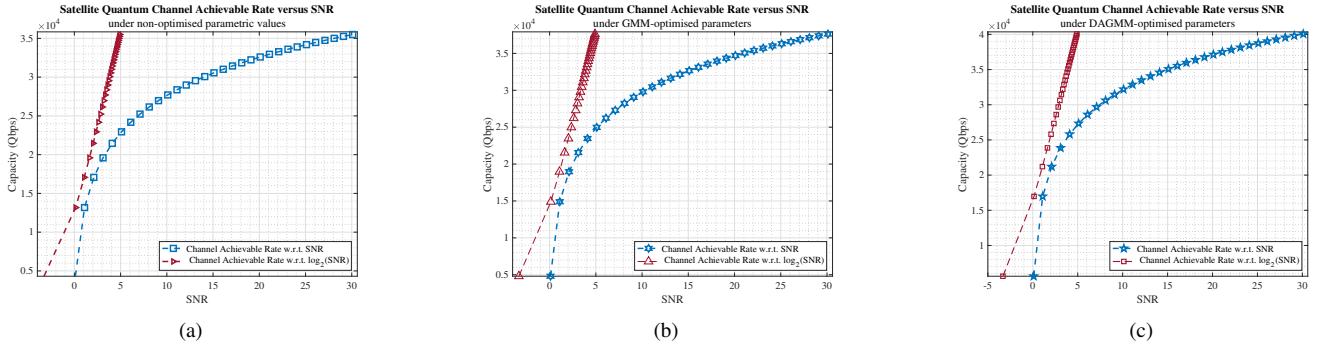 Satellite Quantum Channel Achievable Rate versus SNR
under non-optimised parametric values
×10⁴
3.5
3
2.5
2
1.5
1
0.5
Capacity (Qbps)
Channel Achievable Rate w.r.t. SNR
Channel Achievable Rate w.r.t. log₂(SNR)
0 5 10 15 20 25 30
SNR
(a)
Satellite Quantum Channel Achievable Rate versus SNR
under GMM-optimised parameters
×10⁴
3.5
3
2.5
2
1.5
1
0.5
Capacity (Qbps)
Channel Achievable Rate w.r.t. SNR
Channel Achievable Rate w.r.t. log₂(SNR)
0 5 10 15 20 25 30
SNR
(b)
Satellite Quantum Channel Achievable Rate versus SNR
under DAGMM-optimised parameters
×10⁴
4
3.5
3
2.5
2
1.5
1
Capacity (Qbps)
Channel Achievable Rate w.r.t. SNR
Channel Achievable Rate w.r.t. log₂(SNR)
-5 0 5 10 15 20 25 30
SNR
(c)